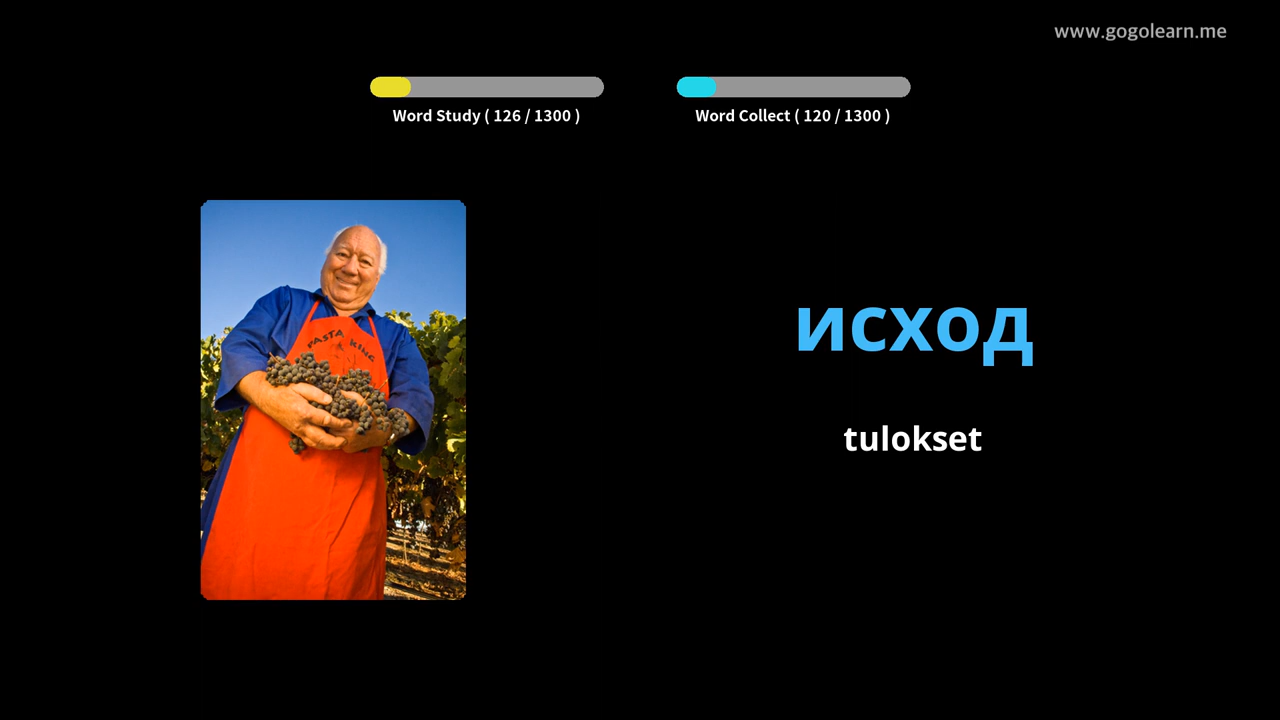 www.gogolearn.me
Word Study ( 126 / 1300 )
Word Collect ( 120 / 1300 )
PASTA KING
исход
tulokset